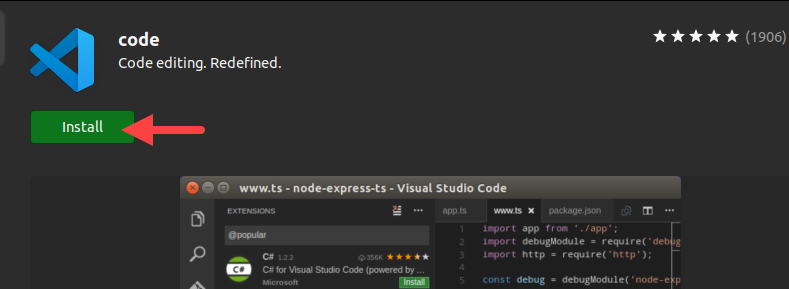 code
(1906)
Code editing. Redefined.
Install
www.ts - node-express-ts - Visual Studio Code
EXTENSIONS
app.ts
www.ts
package.json
@popular
C# 1.2.2 356K
C#
C# for Visual Studio Code (powered by ...
Microsoft
Install
1 import app from './app';
2 import debugModule = require('debug
3 import http = require('http');
4
5 const debug = debugModule('node-exp